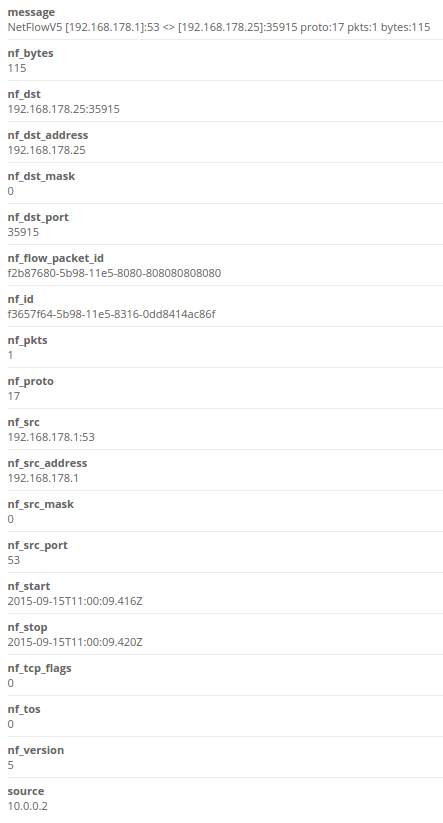 message
NetFlowV5 [192.168.178.1]:53 <> [192.168.178.25]:35915 proto:17 pkts:1 bytes:115
nf_bytes
115
nf_dst
192.168.178.25:35915
nf_dst_address
192.168.178.25
nf_dst_mask
0
nf_dst_port
35915
nf_flow_packet_id
f2b87680-5b98-11e5-8080-808080808080
nf_id
f3657f64-5b98-11e5-8316-0dd8414ac86f
nf_pkts
1
nf_proto
17
nf_src
192.168.178.1:53
nf_src_address
192.168.178.1
nf_src_mask
0
nf_src_port
53
nf_start
2015-09-15T11:00:09.416Z
nf_stop
2015-09-15T11:00:09.420Z
nf_tcp_flags
0
nf_tos
0
nf_version
5
source
10.0.0.2